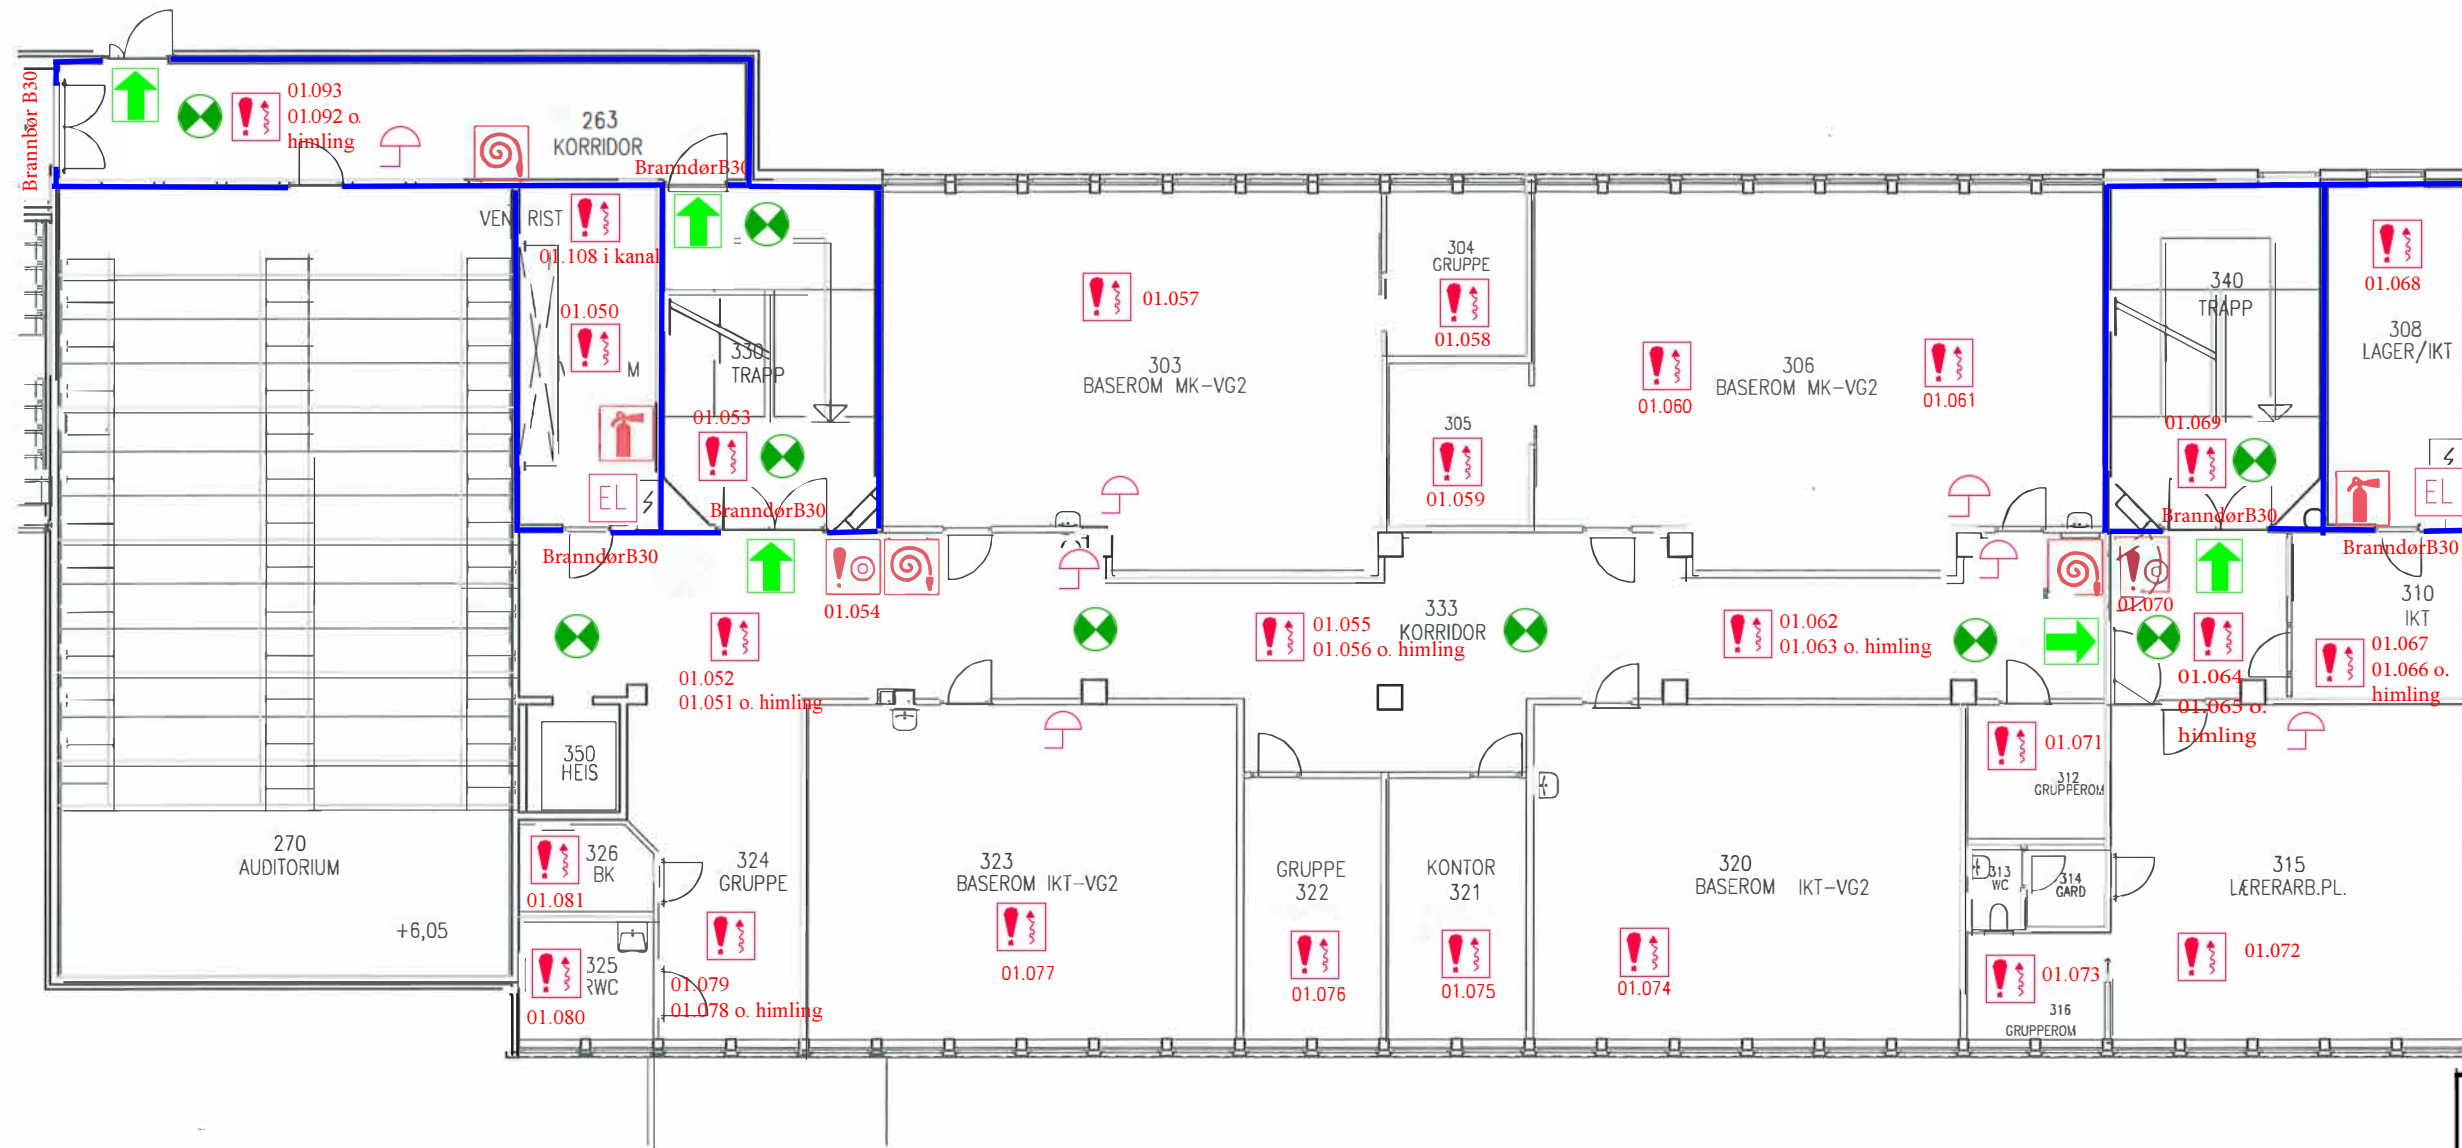 Brannbør B30
01.093
01.092 o.
himling
263
KORRIDOR
BranndørB30
VEN RIST
01.108 i kanal
01.050
M
EL
BranndørB30
330
TRAPP
01.053
BranndørB30
01.054
01.057
303
BASEROM MK-VG2
304
GRUPPE
01.058
305
01.059
306
BASEROM MK-VG2
01.060
01.061
340
TRAPP
01.069
BranndørB30
01.068
308
LAGER/IKT
EL
BranndørB30
310
IKT
01.067
01.066 o.
himling
01.070
01.064
01.065 o.
himling
01.052
01.051 o. himling
01.055
01.056 o. himling
333
KORRIDOR
01.062
01.063 o. himling
350
HEIS
270
AUDITORIUM
+6,05
326
BK
01.081
325
RWC
01.080
324
GRUPPE
01.079
01.078 o. himling
323
BASEROM IKT-VG2
01.077
GRUPPE
322
01.076
KONTOR
321
01.075
320
BASEROM IKT-VG2
01.074
01.071
312
GRUPPEROM
313
WC
314
GARD
01.073
316
GRUPPEROM
315
LÆRERARB.PL.
01.072